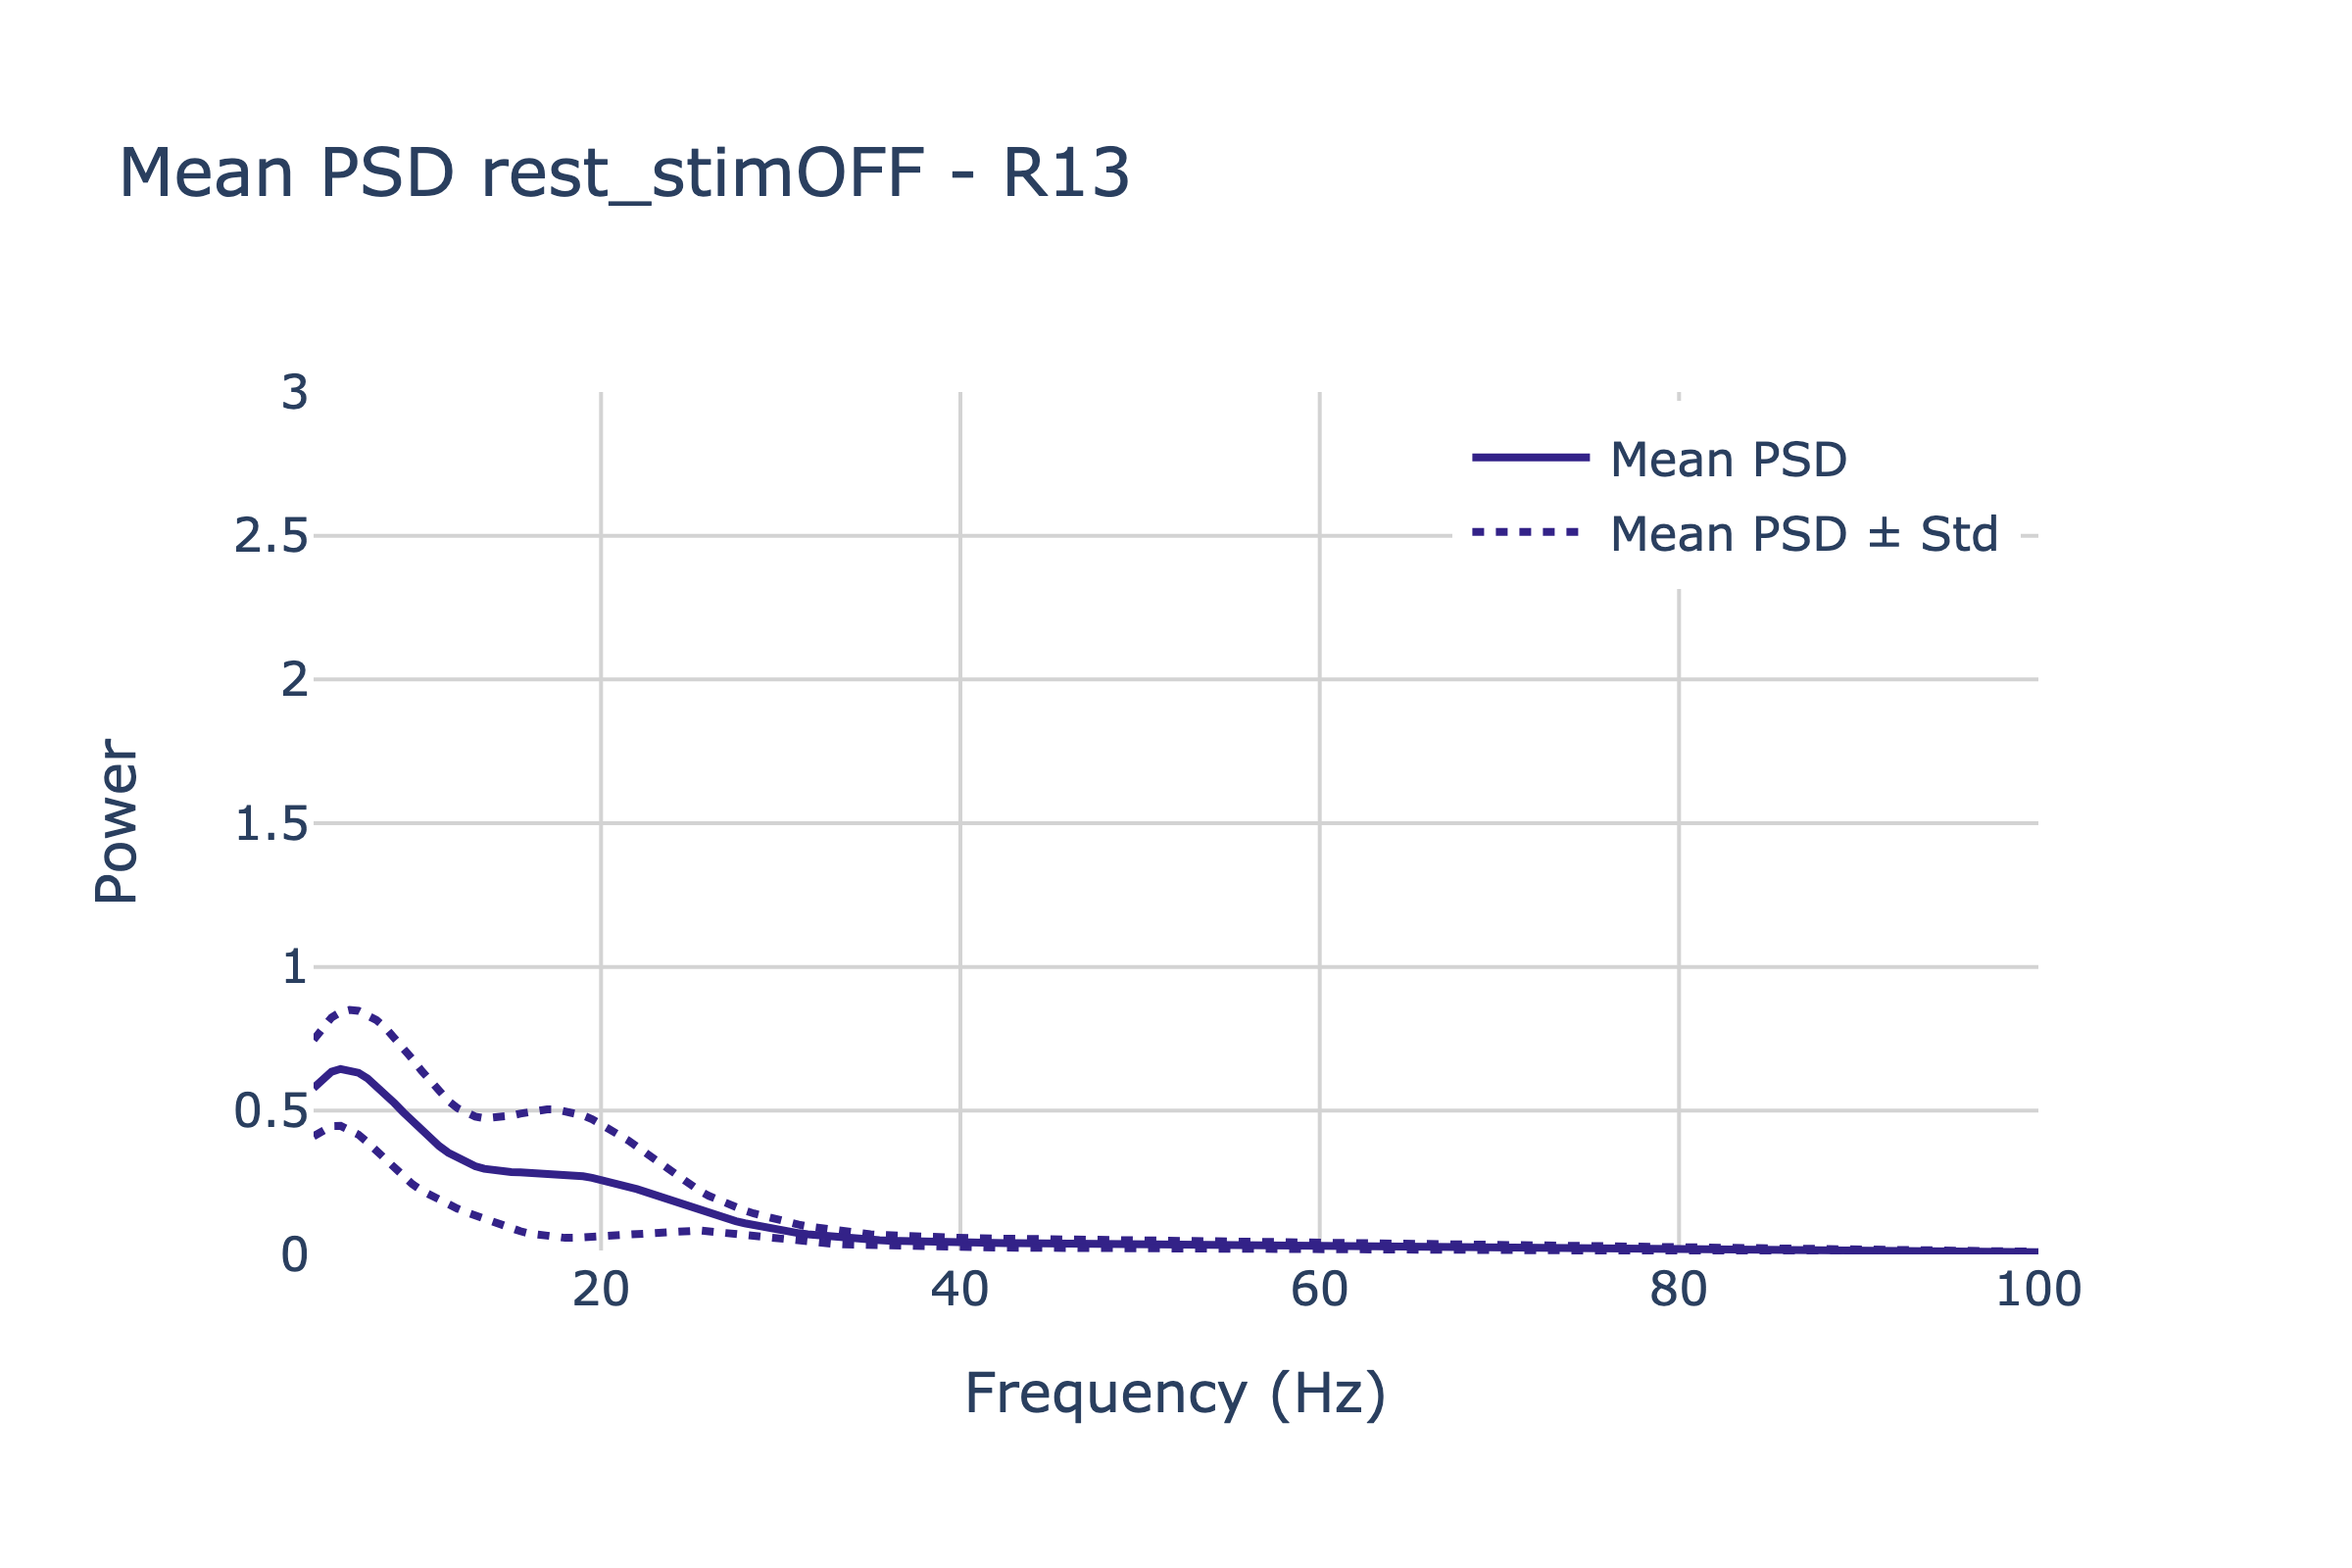 Mean PSD rest_stimOFF - R13
Mean PSD
Mean PSD ± Std
Power
3
2.5
2
1.5
1
0.5
0
20 40 60 80 100
Frequency (Hz)